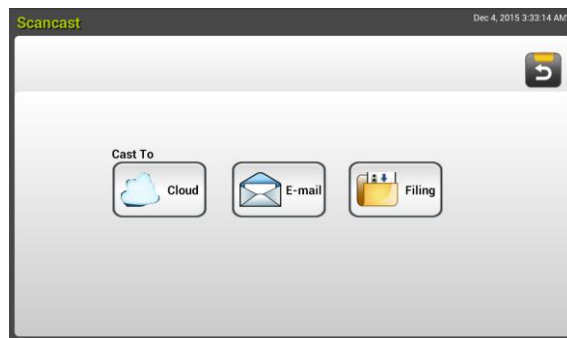 Scancast
Dec 4, 2015 3:33:14 AM
Cast To
Cloud
E-mail
Filing